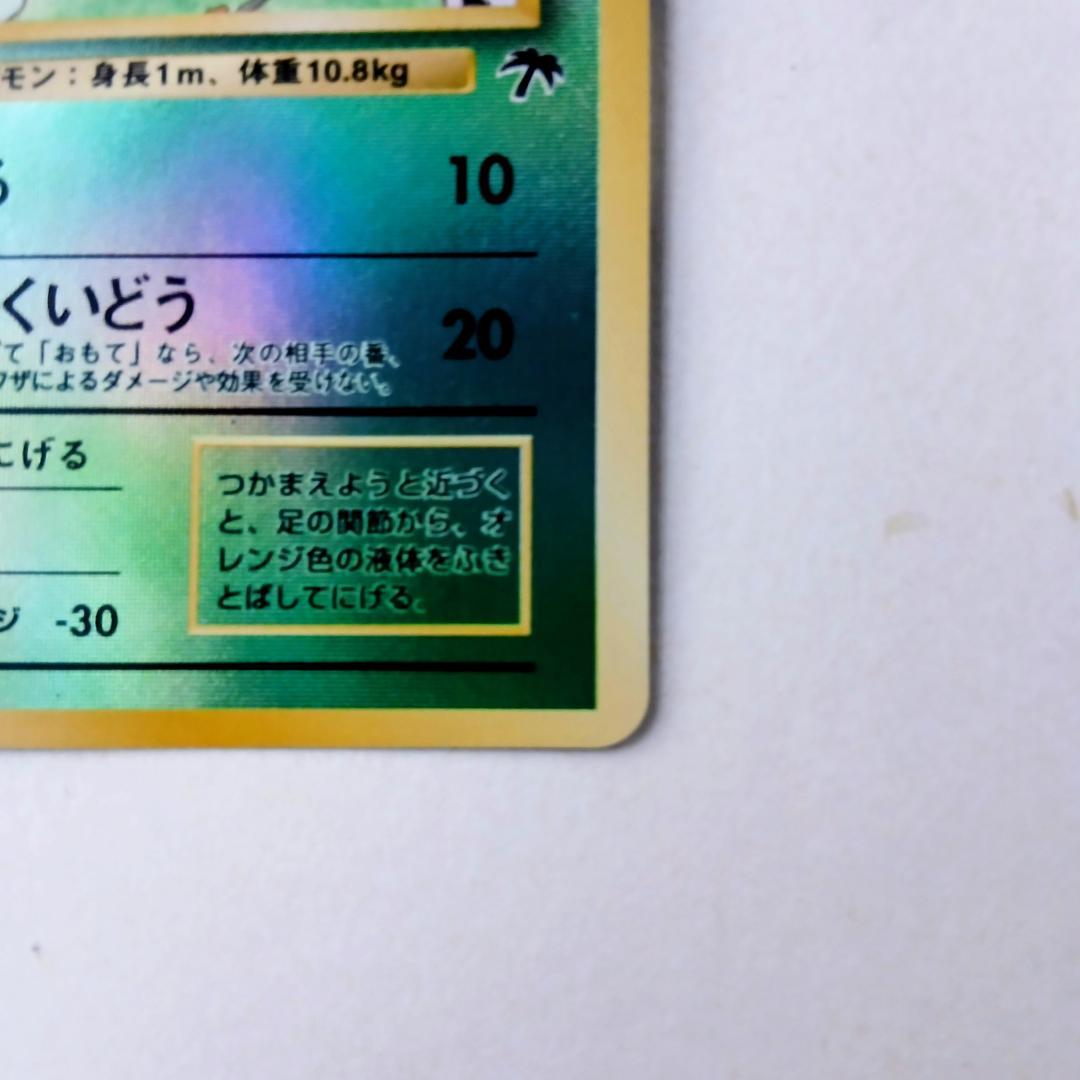 モン：身長1m、体重10.8kg
10
くいどう
20
て「おもて」なら、次の相手の番、
ワザによるダメージや効果を受けない。
にげる
つかまえようと近づく
と、足の関節から、オ
レンジ色の液体をふき
とばしてにげる。
ジ -30